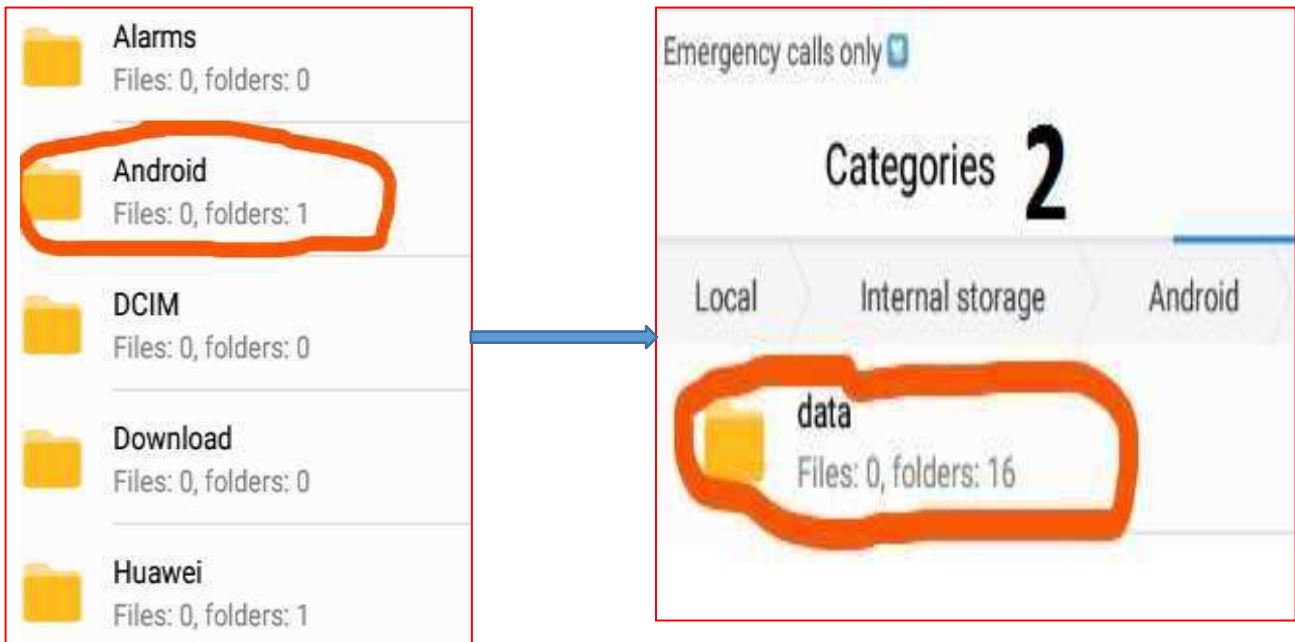 Alarms
Files: 0, folders: 0
Android
Files: 0, folders: 1
DCIM
Files: 0, folders: 0
Download
Files: 0, folders: 0
Huawei
Files: 0, folders: 1
Emergency calls only
Categories 2
Local Internal storage Android
data
Files: 0, folders: 16